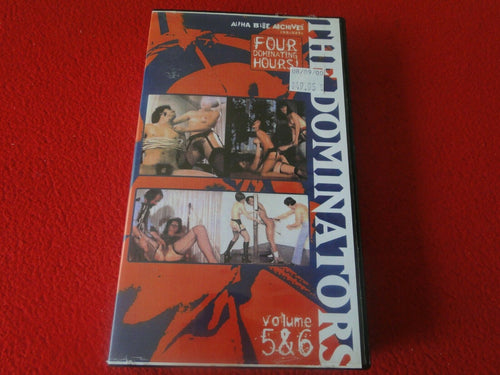 ALPHA BLUE ARCHIVES
FOUR
DOMINATING
HOURS!
THE DOMINATORS
volume
5&6